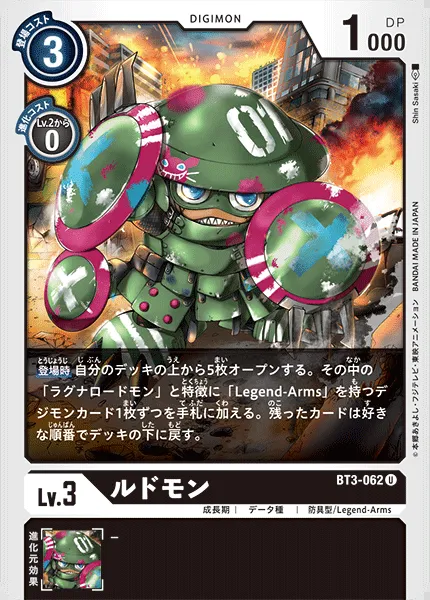 登場コスト
3
DIGIMON
1000
DP
進化コスト
Lv.2から
0
01
Shin Sasaki
BANDAI MADE IN JAPAN
©本郷あきよし・フジテレビ・東映アニメーション
登場時 自分のデッキの上から5枚オープンする。その中の
「ラグナロードモン」と特徴に「Legend-Arms」を持つデ
ジモンカード1枚ずつを手札に加える。残ったカードは好き
な順番でデッキの下に戻す。
BT3-062 U
Lv.3
ルドモン
成長期 | データ種 | 防具型/Legend-Arms
進化元効果
-